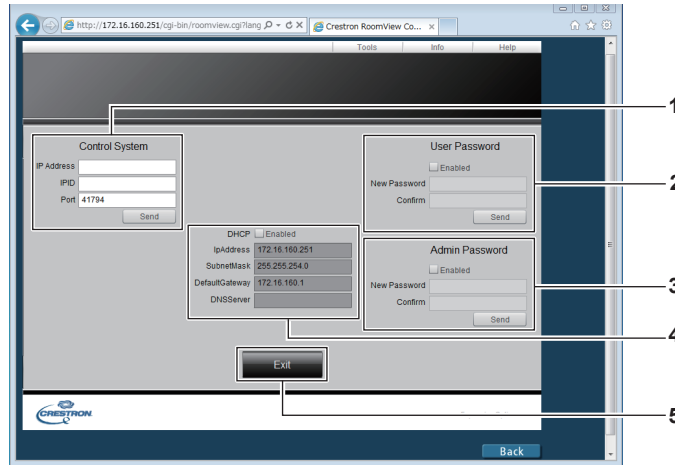 http://172.16.160.251/cgi-bin/roomview.cgi?lang
Crestron RoomView Co...
Tools Info Help
1
Control System
IP Address
IPID
Port 41794
Send
User Password
Enabled
New Password
Confirm
Send
2
DHCP Enabled
IpAddress 172.16.160.251
SubnetMask 255.255.254.0
DefaultGateway 172.16.160.1
DNSServer
Admin Password
Enabled
New Password
Confirm
Send
3
4
Exit
5
CRESTRON
Back